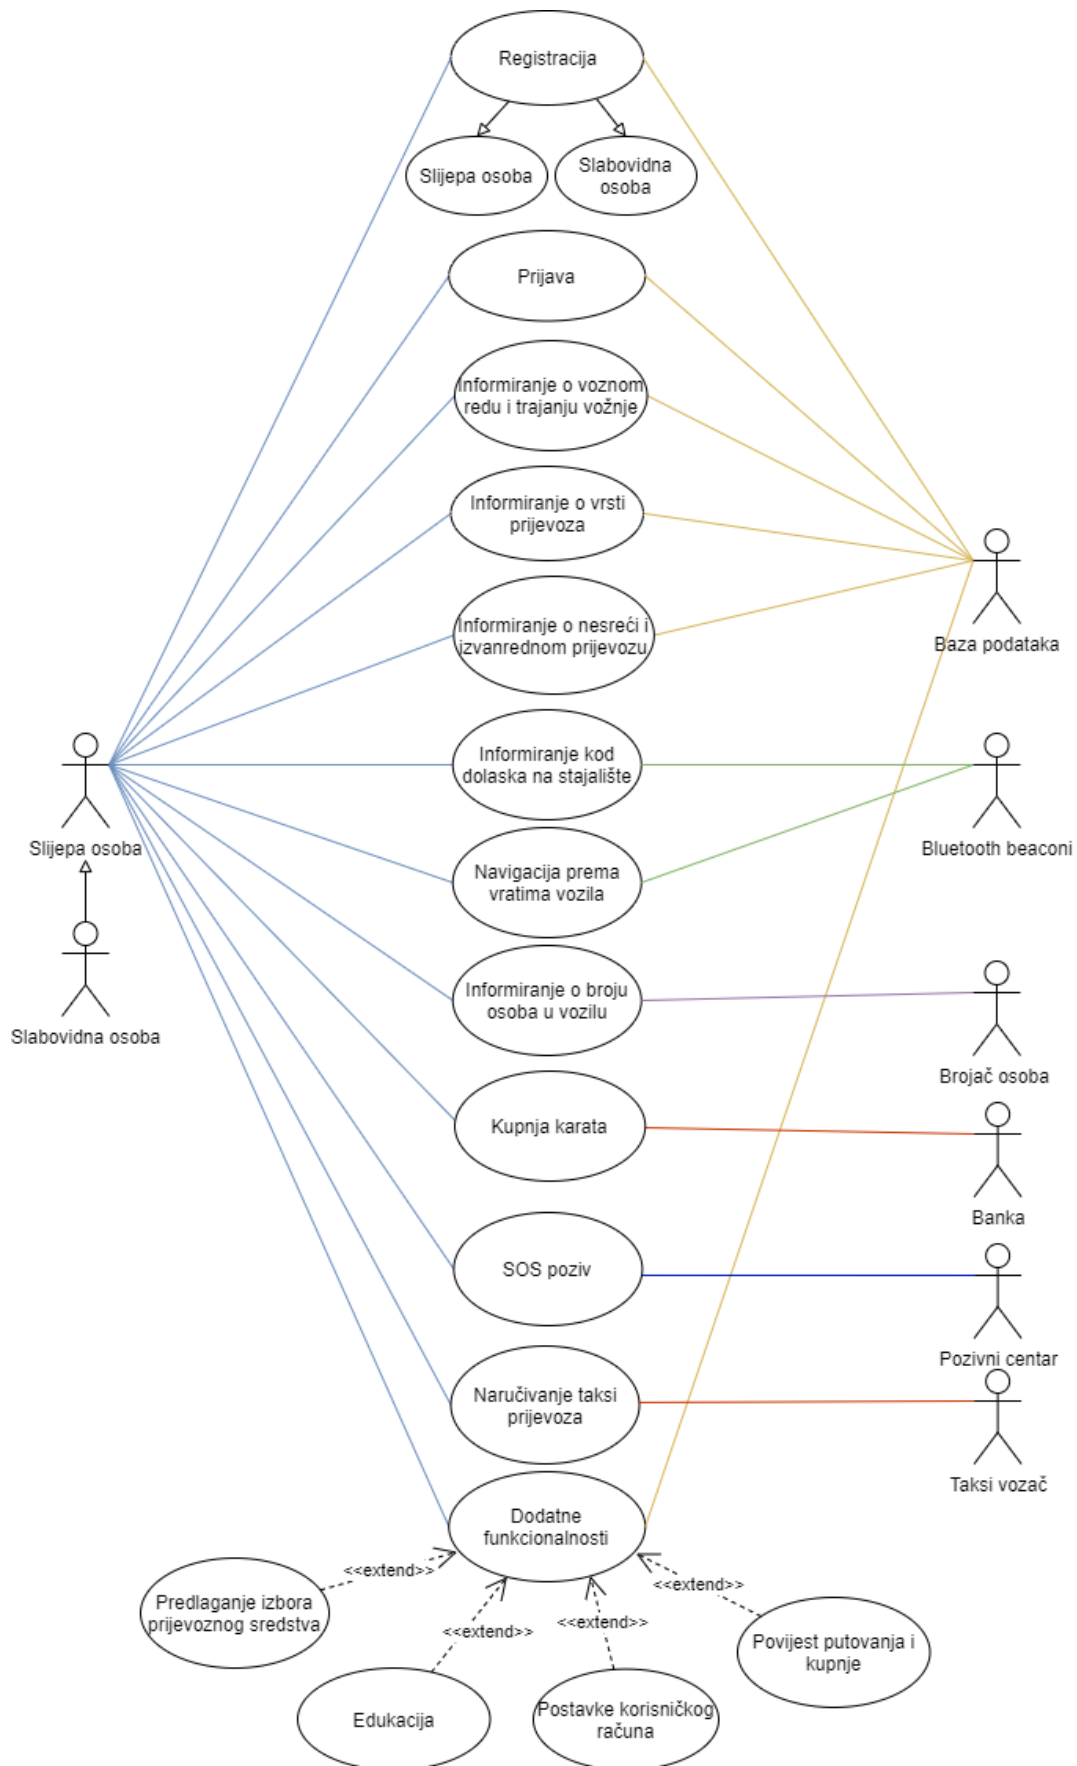 Registracija
Slijepa osoba
Slabovidna
osoba
Prijava
Informiranje o voznom
redu i trajanju vožnje
Informiranje o vrsti
prijevoza
Informiranje o nesreći i
izvanrednom prijevozu
Baza podataka
Informiranje kod
dolaska na stajalište
Slijepa osoba
Bluetooth beaconi
Navigacija prema
vratima vozila
Slabovidna osoba
Informiranje o broju
osoba u vozilu
Brojač osoba
Kupnja karata
Banka
SOS poziv
Pozivni centar
Naručivanje taksi
prijevoza
Taksi vozač
Dodatne
funkcionalnosti
<<extend>>
<<extend>>
<<extend>>
<<extend>>
Predlaganje izbora
prijevoznog sredstva
Povijest putovanja i
kupnje
Edukacija
Postavke korisničkog
računa